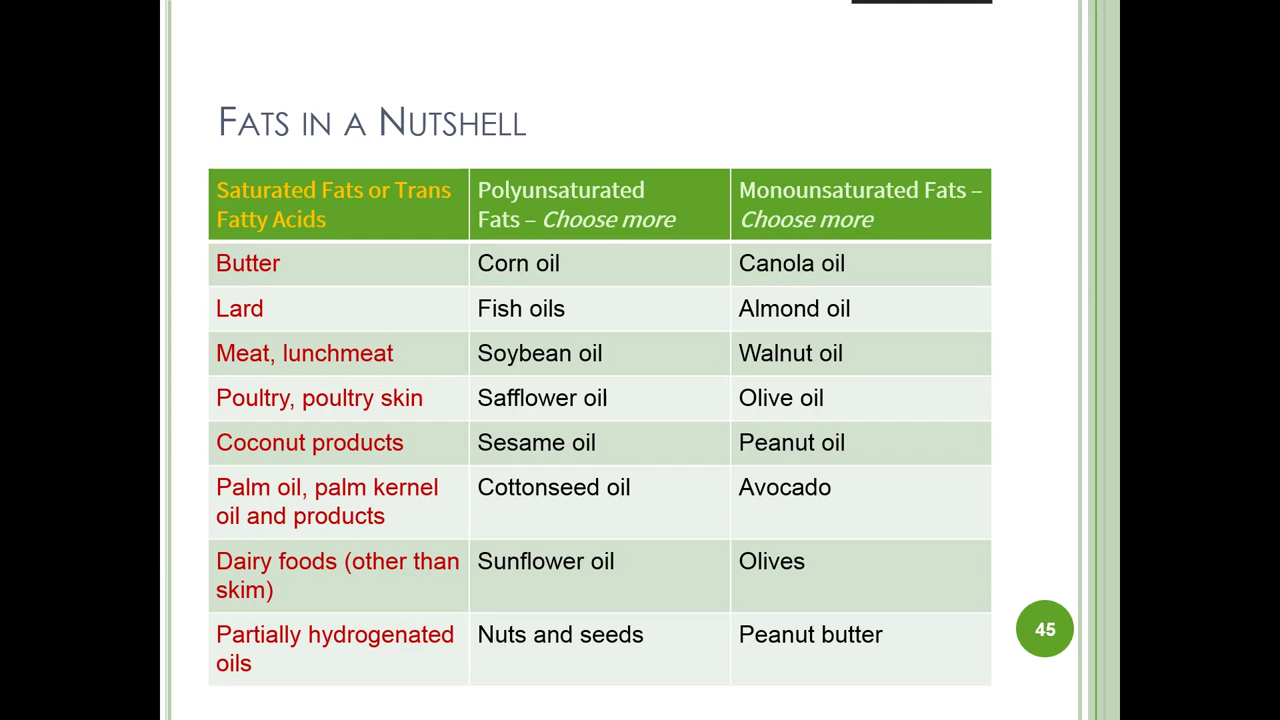 FATS IN A NUTSHELL
Saturated Fats or Trans
Fatty Acids
Polyunsaturated
Fats – Choose more
Monounsaturated Fats –
Choose more
Butter
Corn oil
Canola oil
Lard
Fish oils
Almond oil
Meat, lunchmeat
Soybean oil
Walnut oil
Poultry, poultry skin
Safflower oil
Olive oil
Coconut products
Sesame oil
Peanut oil
Palm oil, palm kernel
oil and products
Cottonseed oil
Avocado
Dairy foods (other than
skim)
Sunflower oil
Olives
Partially hydrogenated
oils
Nuts and seeds
Peanut butter
45